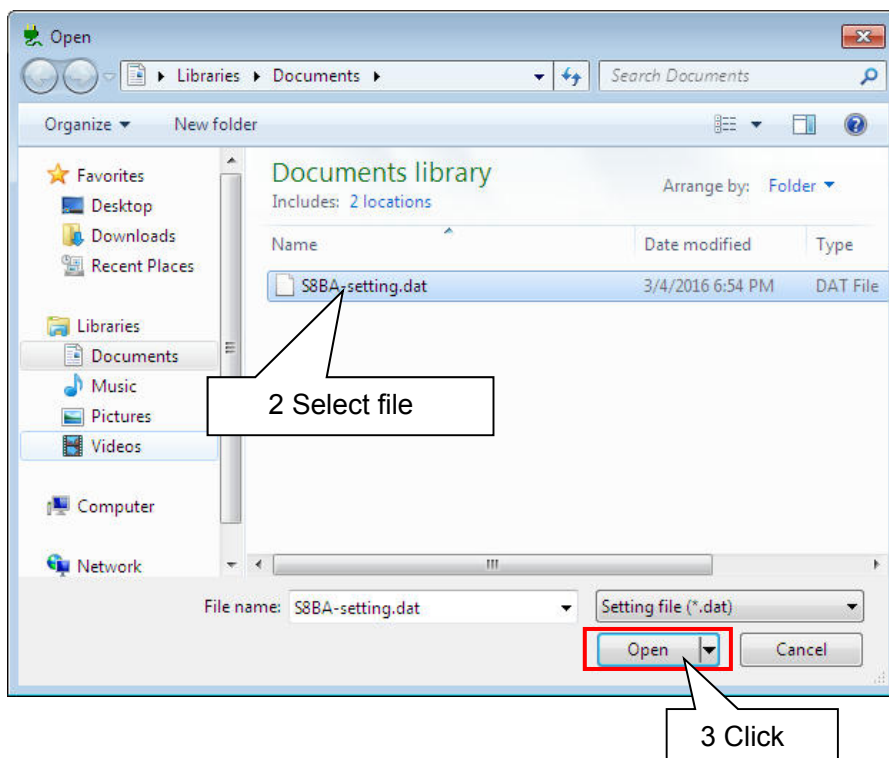 Open
Libraries Documents Search Documents
Organize New folder
Favorites
Desktop
Downloads
Recent Places
Libraries
Documents
Music
Pictures
Videos
Computer
Network
Documents library
Includes: 2 locations
Arrange by: Folder
Name Date modified Type
S8BA-setting.dat 3/4/2016 6:54 PM DAT File
2 Select file
File name: S8BA-setting.dat Setting file (*.dat)
Open Cancel
3 Click